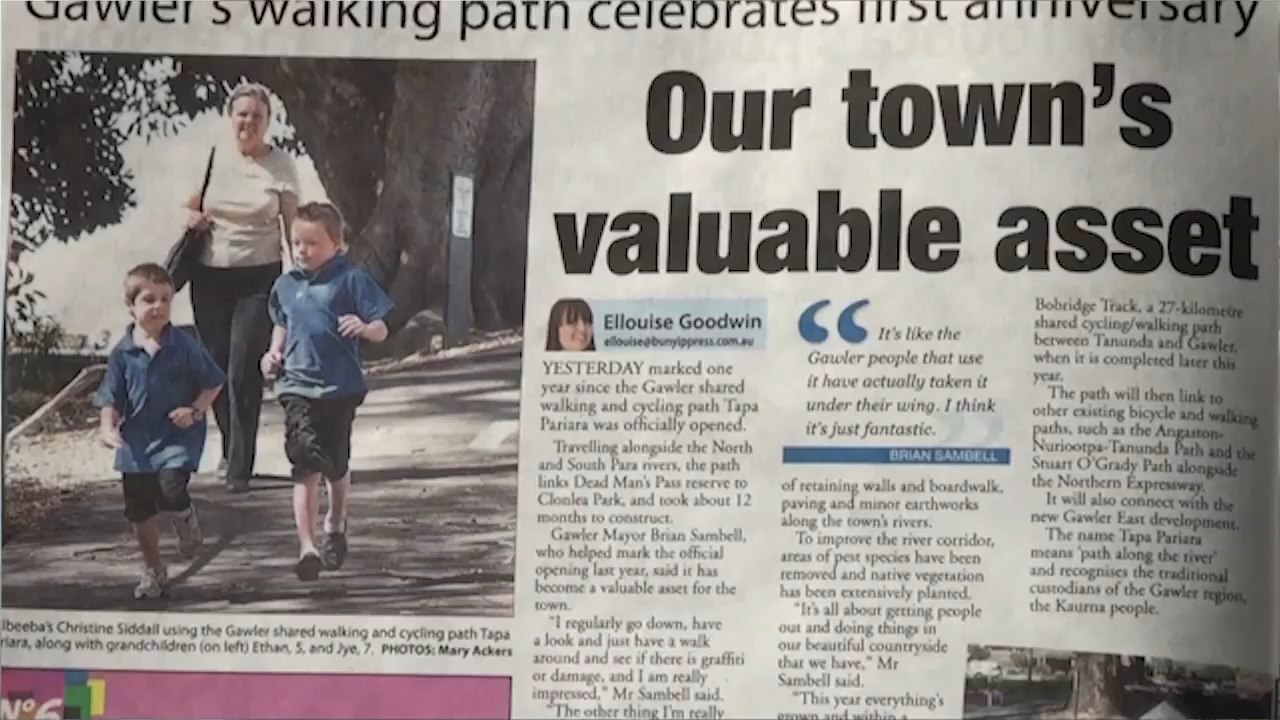 Gawler's walking path celebrates first anniversary
Our town's
valuable asset
Ellouise Goodwin
ellouise@bunyippress.com.au
YESTERDAY marked one
year since the Gawler shared
walking and cycling path Tapa
Pariara was officially opened.
Travelling alongside the North
and South Para rivers, the path
links Dead Man's Pass reserve to
Clonlea Park, and took about 12
months to construct.
Gawler Mayor Brian Sambell,
who helped mark the official
opening last year, said it has
become a valuable asset for the
town.
"I regularly go down, have
a look and just have a walk
around and see if there is graffiti
or damage, and I am really
impressed," Mr Sambell said.
"The other thing I'm really
“ It's like the
Gawler people that use
it have actually taken it
under their wing. I think
it's just fantastic. ”
BRIAN SAMBELL
of retaining walls and boardwalk,
paving and minor earthworks
along the town's rivers.
To improve the river corridor,
areas of pest species have been
removed and native vegetation
has been extensively planted.
"It's all about getting people
out and doing things in
our beautiful countryside
that we have," Mr
Sambell said.
"This year everything's
grown and within a
Bobridge Track, a 27-kilometre
shared cycling/walking path
between Tanunda and Gawler,
when it is completed later this
year.
The path will then link to
other existing bicycle and walking
paths, such as the Angaston-
Nuriootpa-Tanunda Path and the
Stuart O'Grady Path alongside
the Northern Expressway.
It will also connect with the
new Gawler East development.
The name Tapa Pariara
means 'path along the river'
and recognises the traditional
custodians of the Gawler region,
the Kaurna people.
Ibeeba's Christine Siddall using the Gawler shared walking and cycling path Tapa
riara, along with grandchildren (on left) Ethan, 5, and Jye, 7. PHOTOS: Mary Ackers
Nº6